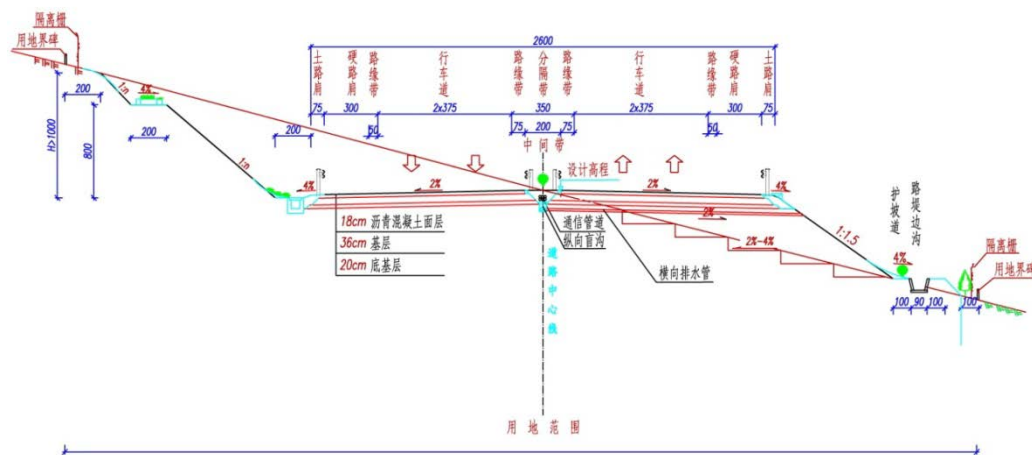 隔离栅
用地界碑
2600
土路肩
硬路肩
路缘带
行车道
路缘带
分隔带
路缘带
行车道
路缘带
硬路肩
土路肩
75
300
2x375
350
2x375
300
75
50
75
200
75
50
中间带
1:n
4%
200
200
H>1000
800
200
1:n
设计高程
4%
2%
2%
4%
18cm 沥青混凝土面层
36cm 基层
20cm 底基层
通信管道
纵向盲沟
横向排水管
2%
2%-4%
1:1.5
道路中心线
护坡道
路堤边沟
4%
隔离栅
用地界碑
100
90
100
100
用地范围